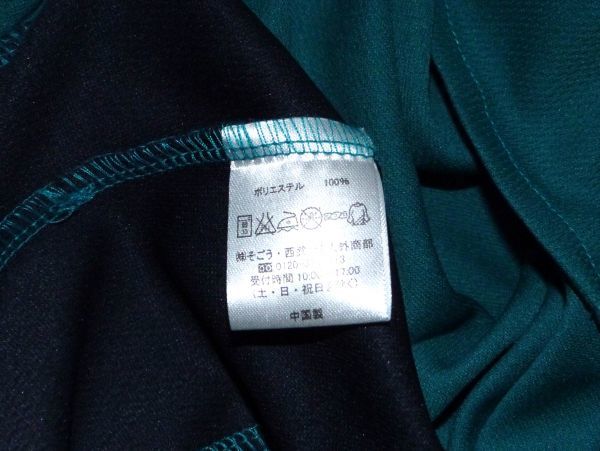 ポリエステル 100%
㈱そごう・西武 外商部
0120-
受付時間 10:00 17:00
(土・日・祝日
中国製